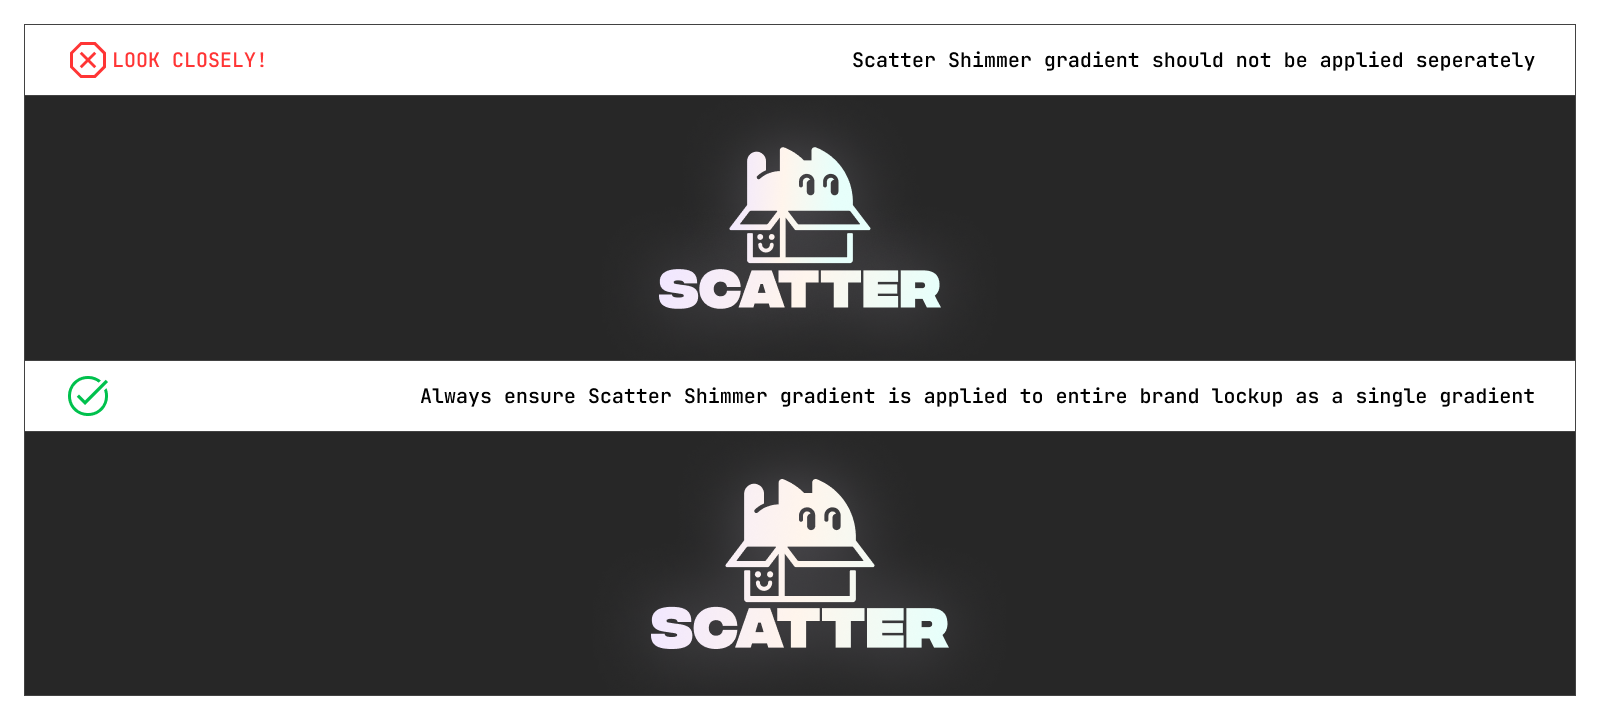 LOOK CLOSELY!
Scatter Shimmer gradient should not be applied seperately
SCATTER
Always ensure Scatter Shimmer gradient is applied to entire brand lockup as a single gradient
SCATTER